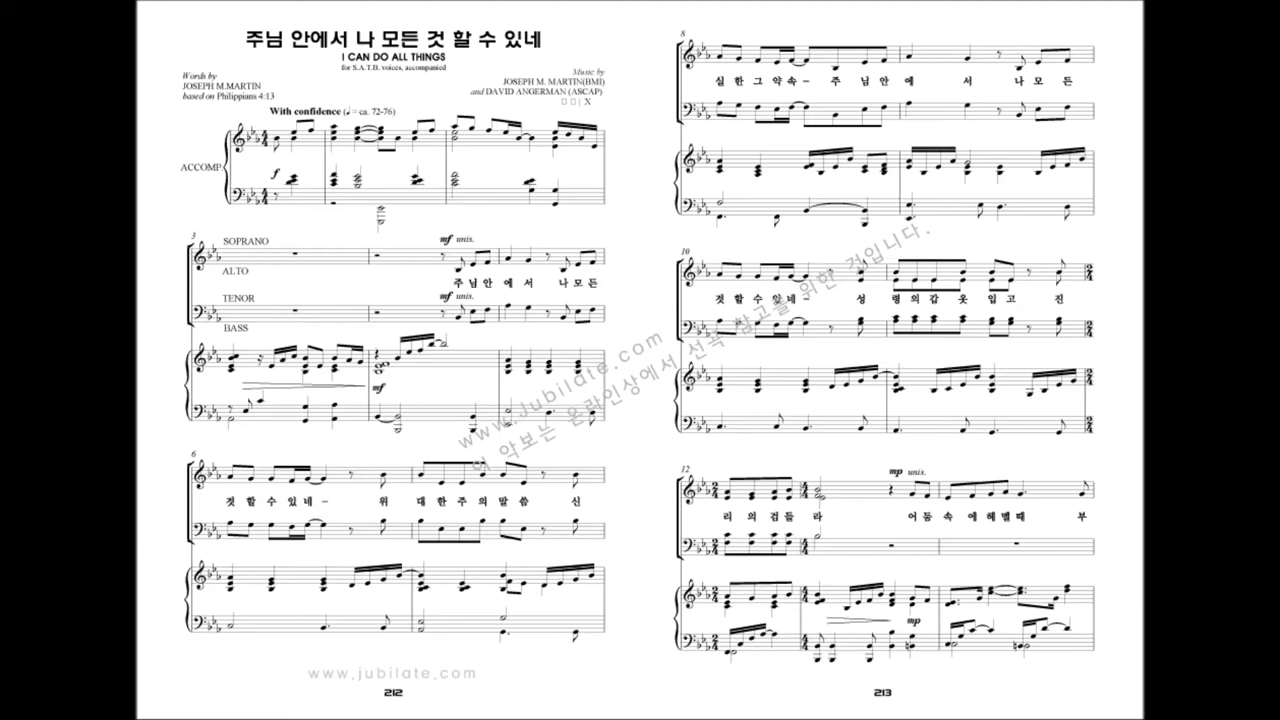 주님 안에서 나 모든 것 할 수 있네
I CAN DO ALL THINGS
for S.A.T.B. voices, accompanied
Words by
JOSEPH M.MARTIN
based on Philippians 4:13
Music by
JOSEPH M. MARTIN(BMI)
and DAVID ANGERMAN (ASCAP)
With confidence (♩ = ca. 72-76)
ACCOMP.
f
3
SOPRANO
mf unis.
ALTO
주님안 에 서 나 모 든
TENOR
mf unis.
BASS
mf
6
것 할 수 있 네 - 위 대 한 주 의 말 씀 신
8
실 한 그 약 속 - 주 님 안 에 서 나 모 든
10
것 할 수 있 네 - 성 령 의 갑 옷 입 고 진
12
mp unis.
리 의 검 들 라 어 둠 속 에 헤 맬 때 부
mp
www.jubilate.com
이 악보는 온라인상에서 선곡 참고를 위한 것입니다.
www.jubilate.com
212
213